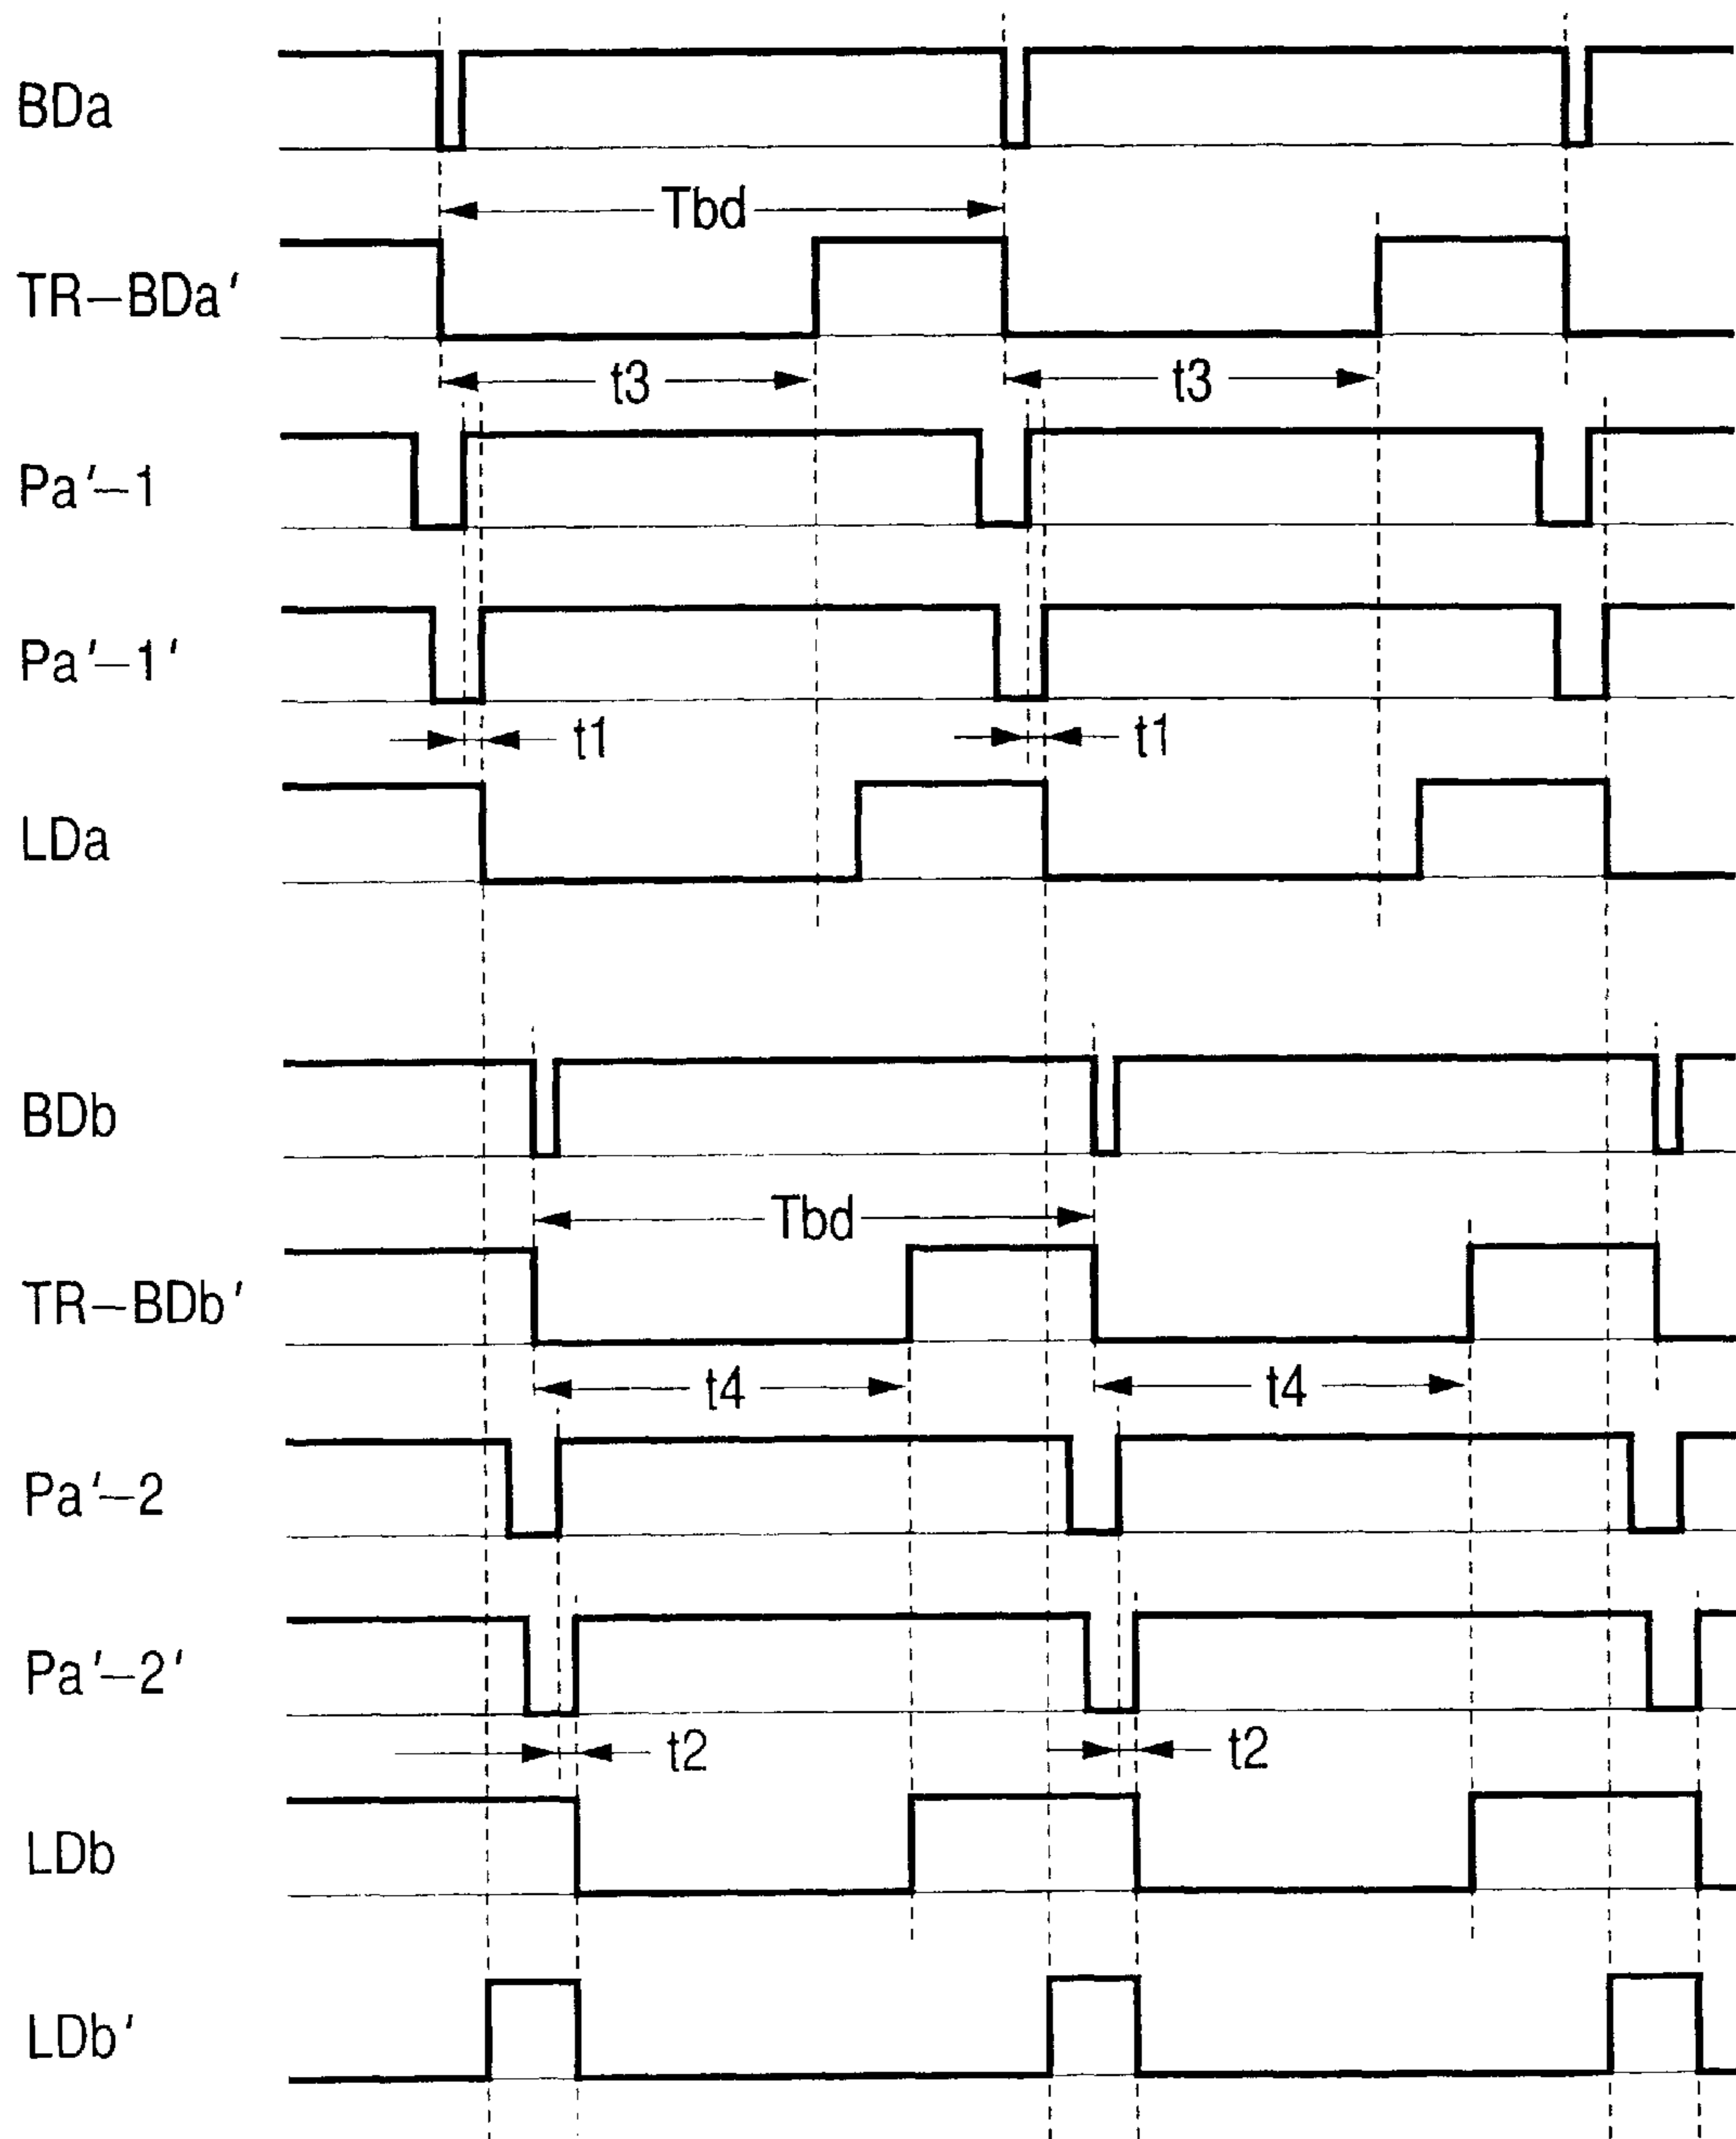 BDa
Tbd
TR–BDa′
t3 t3
Pa′–1
Pa′–1′
t1 t1
LDa
BDb
Tbd
TR–BDb′
t4 t4
Pa′–2
Pa′–2′
t2 t2
LDb
LDb′